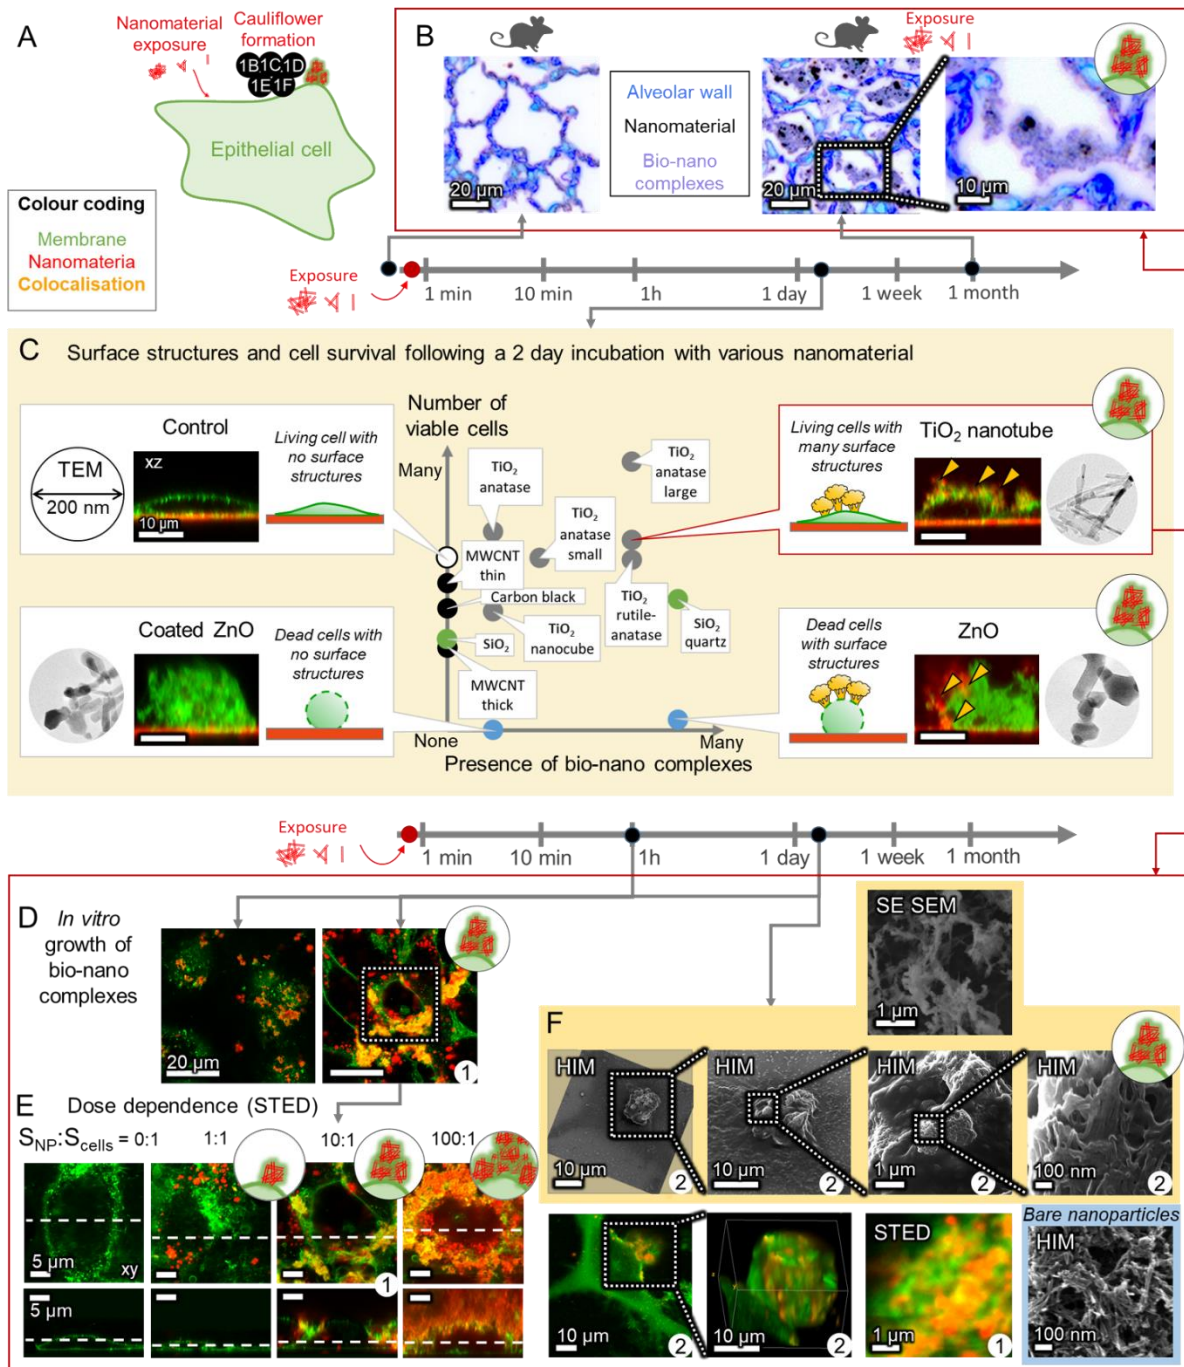 A
Nanomaterial
exposure
Cauliflower
formation
1B 1C 1D
1E 1F
Epithelial cell
Colour coding
Membrane
Nanomateria
Colocalisation
B
Exposure
Alveolar wall
Nanomaterial
Bio-nano
complexes
20 µm
20 µm
10 µm
Exposure
1 min
10 min
1h
1 day
1 week
1 month
C Surface structures and cell survival following a 2 day incubation with various nanomaterial
Control
TEM
200 nm
xz
10 µm
Living cell with
no surface
structures
Number of
viable cells
Many
TiO2
anatase
TiO2
anatase
large
TiO2
anatase
small
MWCNT
thin
Carbon black
TiO2
rutile-
anatase
SiO2
quartz
SiO2
TiO2
nanocube
MWCNT
thick
None
Many
Presence of bio-nano complexes
Living cells with
many surface
structures
TiO2 nanotube
Coated ZnO
Dead cells with
no surface
structures
Dead cells
with surface
structures
ZnO
Exposure
1 min
10 min
1h
1 day
1 week
1 month
D
In vitro
growth of
bio-nano
complexes
20 µm
1
E Dose dependence (STED)
SNP:Scells = 0:1
1:1
10:1
100:1
5 µm
xy
1
5 µm
F
SE SEM
1 µm
HIM
10 µm
2
HIM
10 µm
2
HIM
1 µm
2
HIM
100 nm
2
10 µm
2
10 µm
2
STED
1 µm
1
Bare nanoparticles
HIM
100 nm